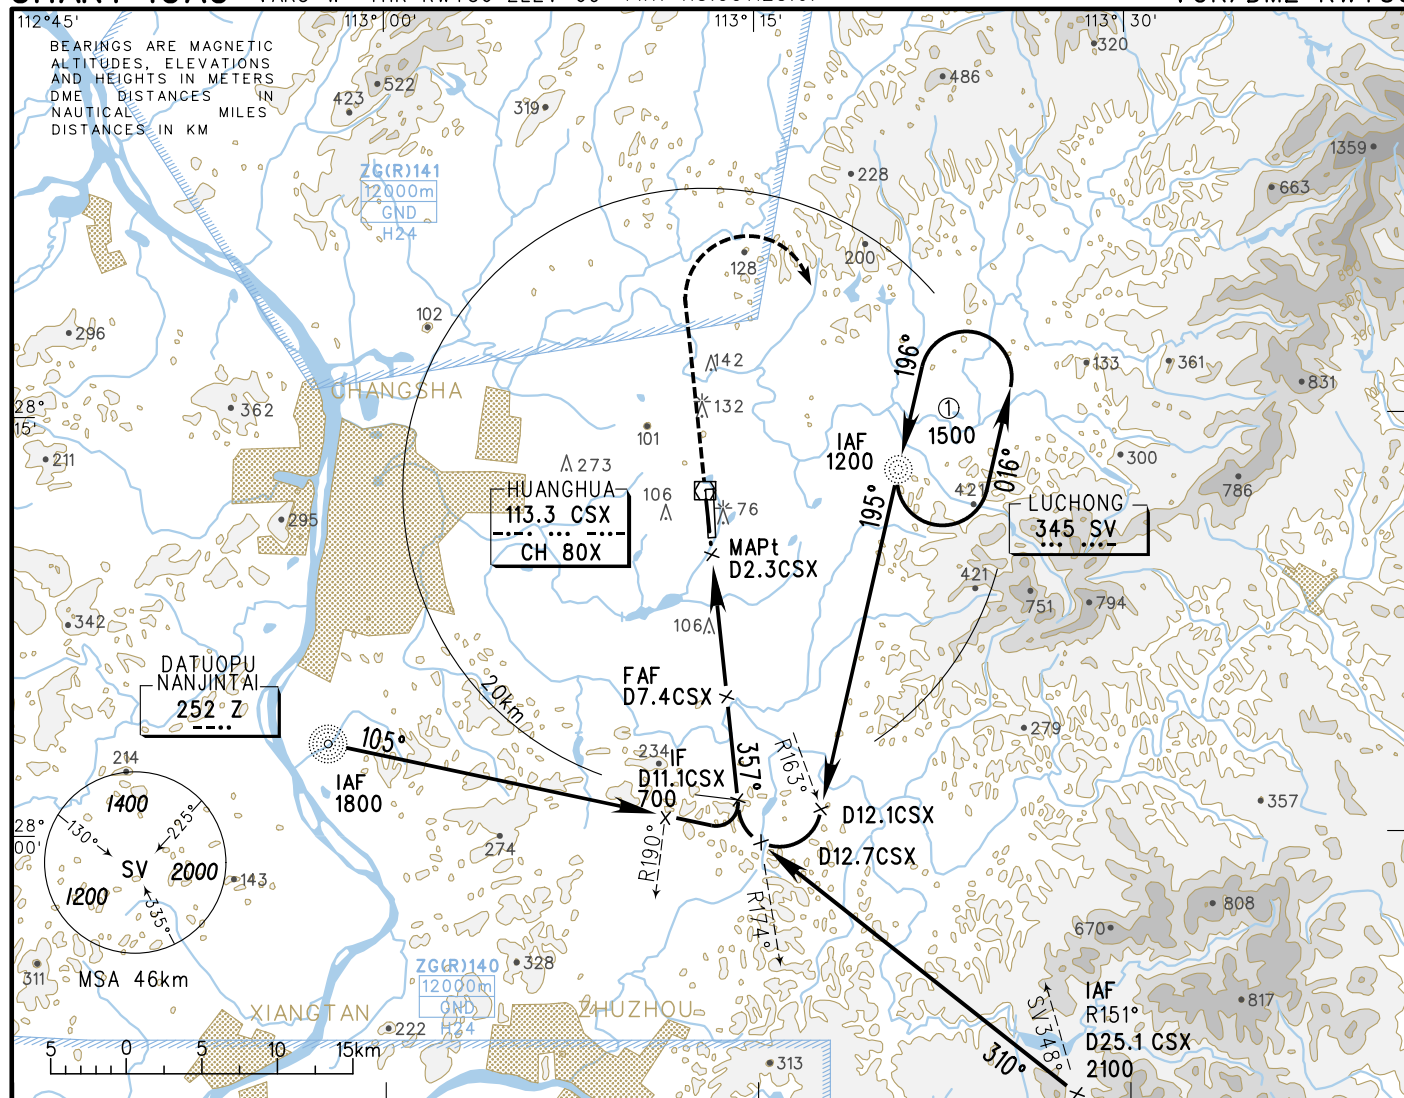 112°45'
113°00'
113°15'
113°30'
BEARINGS ARE MAGNETIC
ALTITUDES, ELEVATIONS
AND HEIGHTS IN METERS
DME DISTANCES IN
NAUTICAL MILES
DISTANCES IN KM
320
486
522
423
319
1359
663
228
ZG(R)141
12000m
GND
H24
200
128
102
296
142
196°
133
361
831
CHANGSHA
362
132
28°
15'
1
1500
101
IAF
1200
211
273
300
016°
786
421
HUANGHUA
113.3 CSX
CH 80X
106
76
195°
LUCHONG
345 SV
295
MAPt
D2.3CSX
421
751
794
342
106
DATUOPU
NANJINTAI
252 Z
FAF
D7.4CSX
20km
279
105°
234
IF
D11.1CSX
700
357°
R163°
214
IAF
1800
1400
130°
225°
SV
2000
1200
335°
MSA 46km
D12.1CSX
357
28°
00'
274
D12.7CSX
R190°
143
R174°
808
670
311
328
ZG(R)140
12000m
GND
H24
817
IAF
R151°
D25.1 CSX
2100
SV348°
310°
XIANGTAN
ZHUZHOU
222
313
5 0 5 10 15km